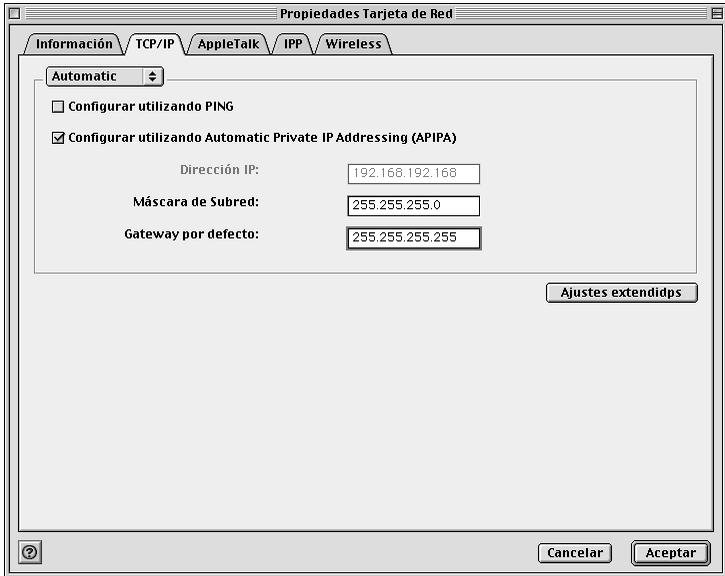 Propiedades Tarjeta de Red
Información TCP/IP AppleTalk IPP Wireless
Automatic
Configurar utilizando PING
Configurar utilizando Automatic Private IP Addressing (APIPA)
Dirección IP: 192.168.192.168
Máscara de Subred: 255.255.255.0
Gateway por defecto: 255.255.255.255
Ajustes extendidps
? Cancelar Aceptar